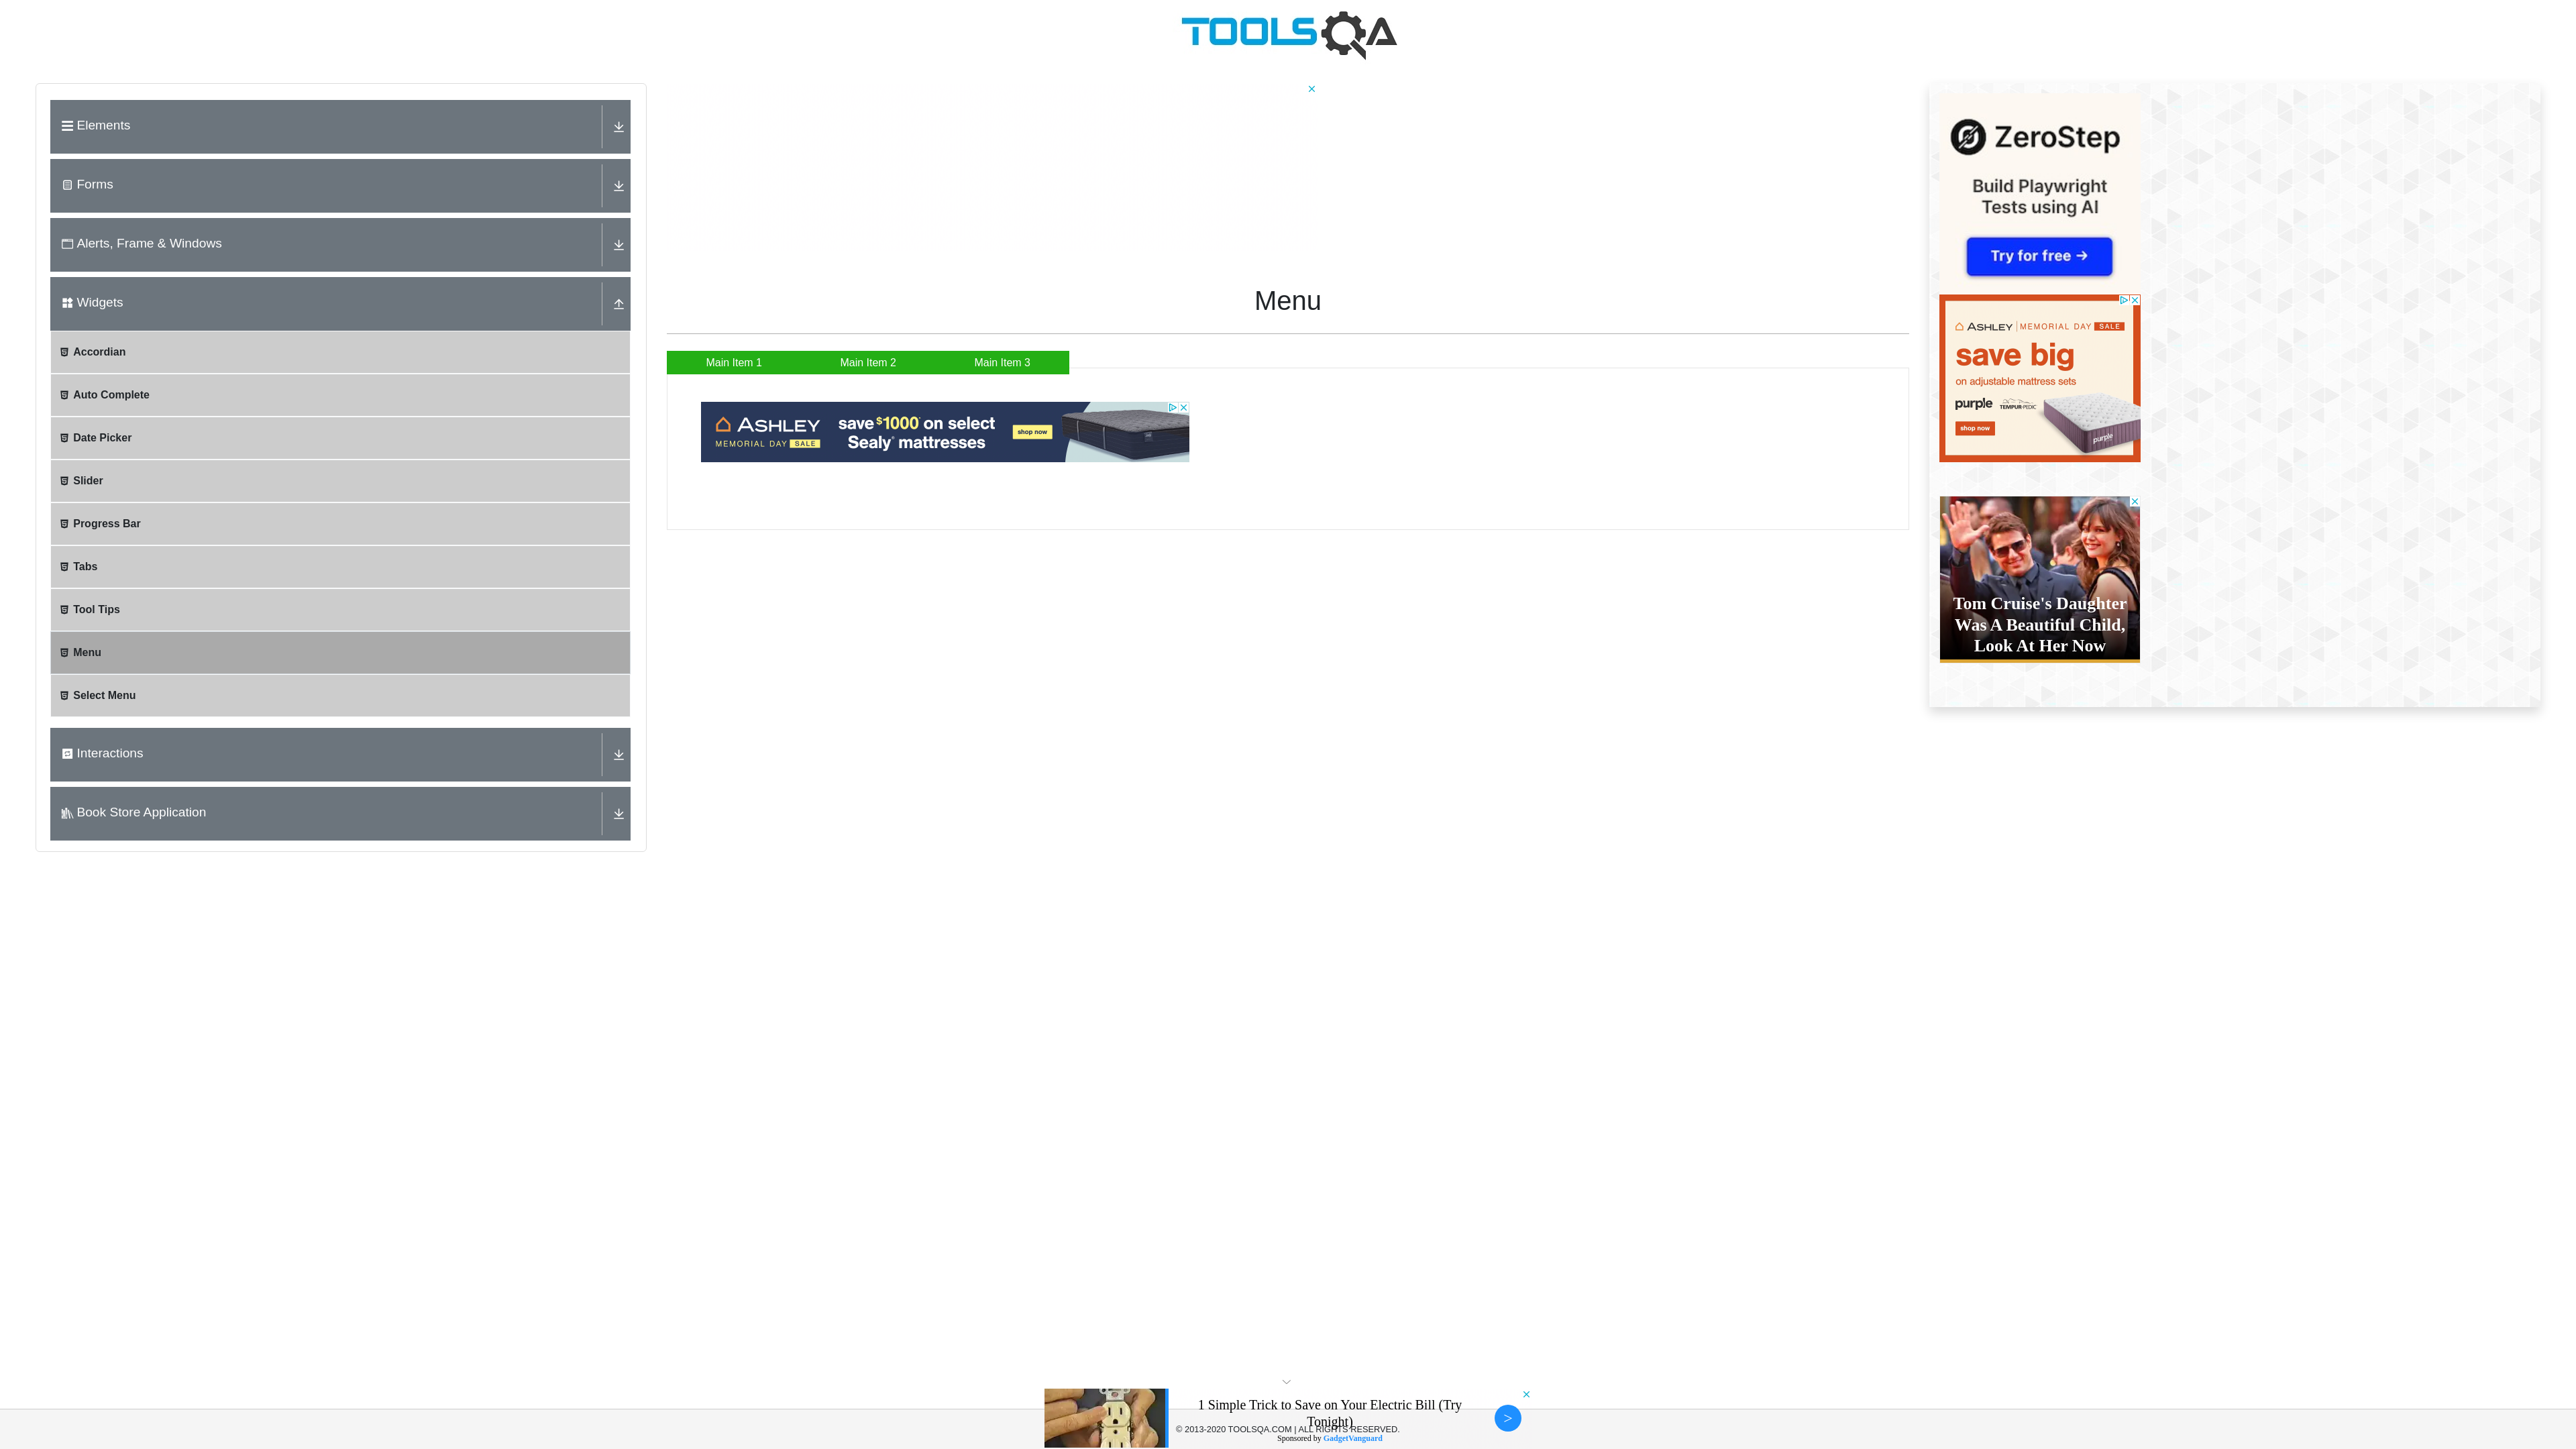 TOOLSQA
Elements
Forms
Alerts, Frame & Windows
Widgets
Accordian
Auto Complete
Date Picker
Slider
Progress Bar
Tabs
Tool Tips
Menu
Select Menu
Interactions
Book Store Application
Menu
Main Item 1
Main Item 2
Main Item 3
ASHLEY
MEMORIAL DAY SALE
save $1000* on select
Sealy® mattresses
shop now
ZeroStep
Build Playwright
Tests using AI
Try for free →
ASHLEY | MEMORIAL DAY SALE
save big
on adjustable mattress sets
purple TEMPUR-PEDIC
shop now
purple
Tom Cruise's Daughter
Was A Beautiful Child,
Look At Her Now
1 Simple Trick to Save on Your Electric Bill (Try
Tonight)
© 2013-2020 TOOLSQA.COM | ALL RIGHTS RESERVED.
Sponsored by GadgetVanguard
>